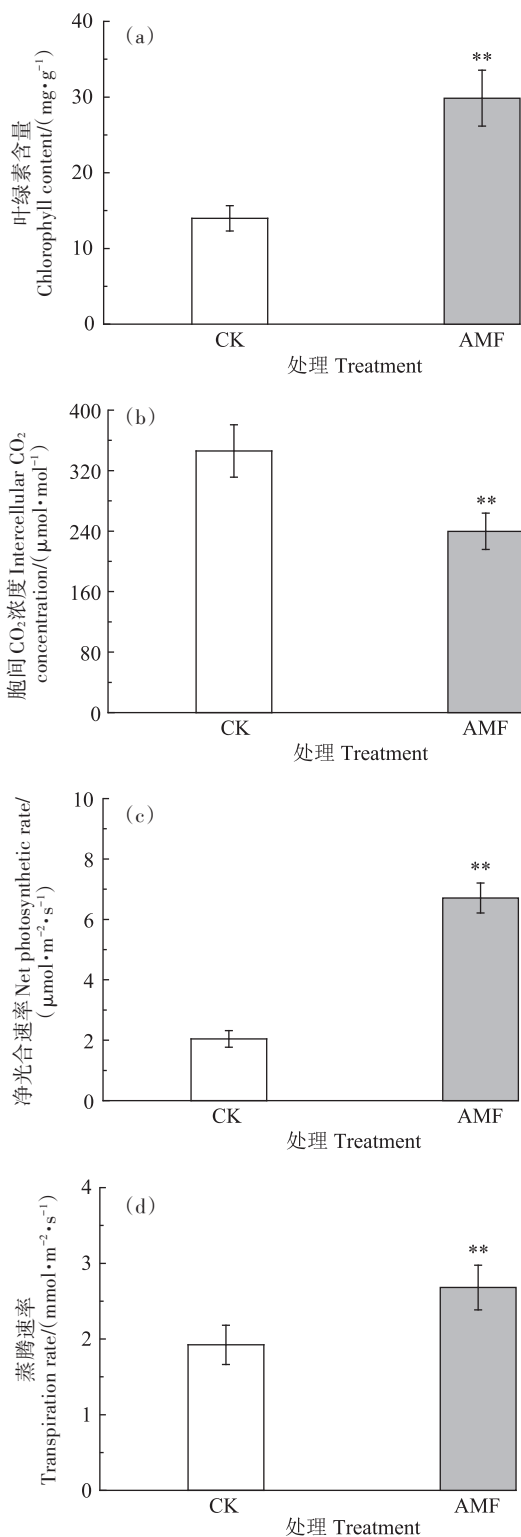 (a)
叶绿素含量
Chlorophyll content/(mg•g⁻¹)
40
30
20
10
0
**
CK
AMF
处理 Treatment
(b)
胞间CO₂浓度 Intercellular CO₂
concentration/(μmol•mol⁻¹)
400
320
240
160
80
0
**
CK
AMF
处理 Treatment
(c)
净光合速率 Net photosynthetic rate/
(μmol•m⁻²•s⁻¹)
10
8
6
4
2
0
**
CK
AMF
处理 Treatment
(d)
蒸腾速率
Transpiration rate/(mmol•m⁻²•s⁻¹)
4
3
2
1
0
**
CK
AMF
处理 Treatment